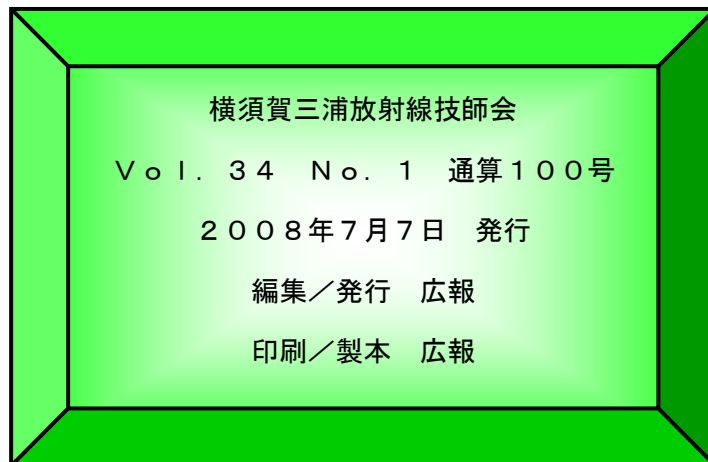 横須賀三浦放射線技師会
Ｖｏｌ．３４　Ｎｏ．１　通算１００号
２００８年７月７日　発行
編集／発行　広報
印刷／製本　広報